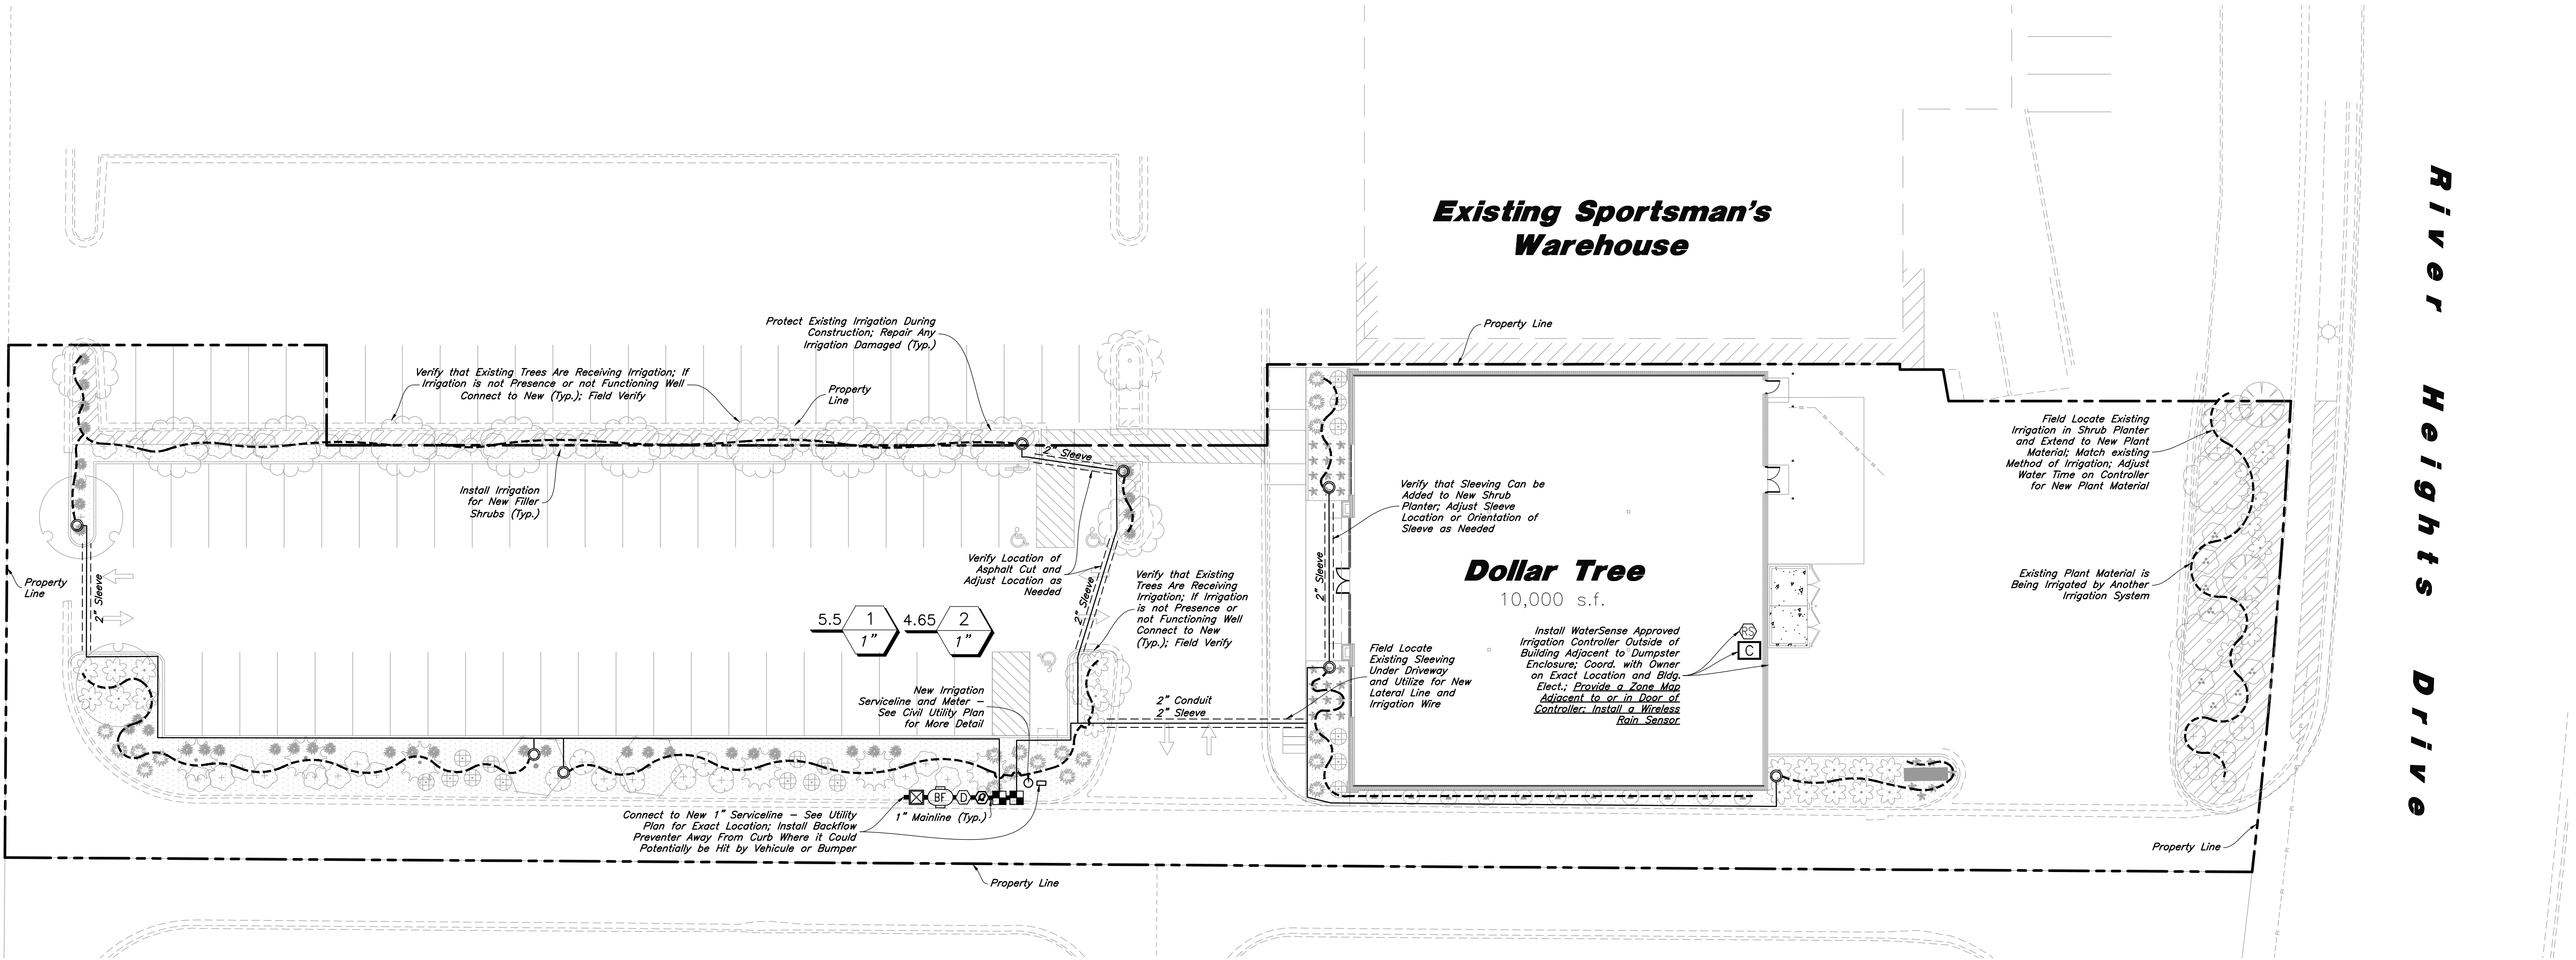 Existing Sportsman's
Warehouse
River Heights Drive
Protect Existing Irrigation During
Construction; Repair Any
Irrigation Damaged (Typ.)
Property Line
Verify that Existing Trees Are Receiving Irrigation; If
Irrigation is not Presence or not Functioning Well
Connect to New (Typ.); Field Verify
Property
Line
2" Sleeve
Install Irrigation
for New Filler
Shrubs (Typ.)
Field Locate Existing
Irrigation in Shrub Planter
and Extend to New Plant
Material; Match existing
Method of Irrigation; Adjust
Water Time on Controller
for New Plant Material
Verify that Sleeving Can be
Added to New Shrub
Planter; Adjust Sleeve
Location or Orientation of
Sleeve as Needed
Verify Location of
Asphalt Cut and
Adjust Location as
Needed
Verify that Existing
Trees Are Receiving
Irrigation; If Irrigation
is not Presence or
not Functioning Well
Connect to New
(Typ.); Field Verify
Dollar Tree
10,000 s.f.
Existing Plant Material is
Being Irrigated by Another
Irrigation System
Property
Line
2" Sleeve
2" Sleeve
2" Sleeve
5.5
1
1"
4.65
2
1"
Field Locate
Existing Sleeving
Under Driveway
and Utilize for New
Lateral Line and
Irrigation Wire
Install WaterSense Approved
Irrigation Controller Outside of
Building Adjacent to Dumpster
Enclosure; Coord. with Owner
on Exact Location and Bldg.
Elect.; Provide a Zone Map
Adjacent to or in Door of
Controller; Install a Wireless
Rain Sensor
RS
C
New Irrigation
Serviceline and Meter -
See Civil Utility Plan
for More Detail
2" Conduit
2" Sleeve
BF
D
1" Mainline (Typ.)
Connect to New 1" Serviceline - See Utility
Plan for Exact Location; Install Backflow
Preventer Away From Curb Where it Could
Potentially be Hit by Vehicule or Bumper
Property Line
Property Line